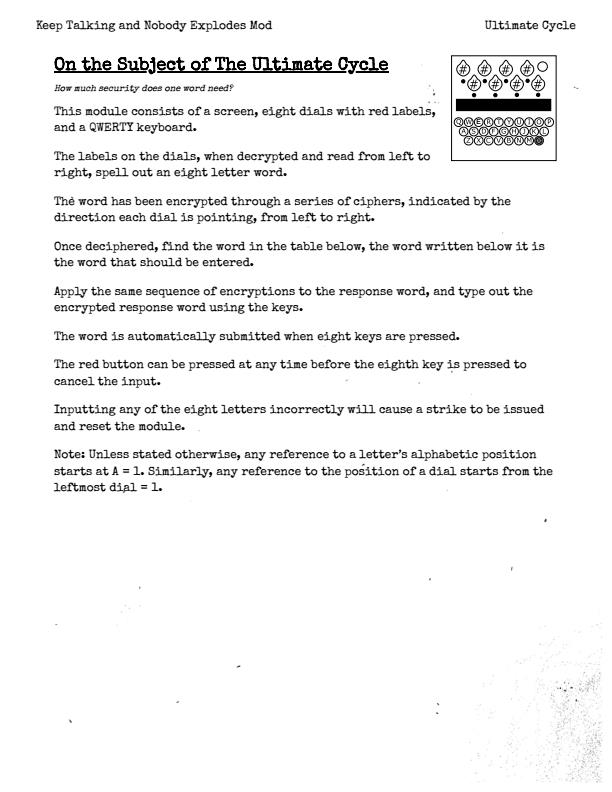 Keep Talking and Nobody Explodes Mod
Ultimate Cycle
On the Subject of The Ultimate Cycle
How much security does one word need?
# # # #
# # # #
Q W E R T Y U I O P
A S D F G H J K L
Z X C V B N M
This module consists of a screen, eight dials with red labels,
and a QWERTY keyboard.
The labels on the dials, when decrypted and read from left to
right, spell out an eight letter word.
The word has been encrypted through a series of ciphers, indicated by the
direction each dial is pointing, from left to right.
Once deciphered, find the word in the table below, the word written below it is
the word that should be entered.
Apply the same sequence of encryptions to the response word, and type out the
encrypted response word using the keys.
The word is automatically submitted when eight keys are pressed.
The red button can be pressed at any time before the eighth key is pressed to
cancel the input.
Inputting any of the eight letters incorrectly will cause a strike to be issued
and reset the module.
Note: Unless stated otherwise, any reference to a letter's alphabetic position
starts at A = 1. Similarly, any reference to the position of a dial starts from the
leftmost dial = 1.